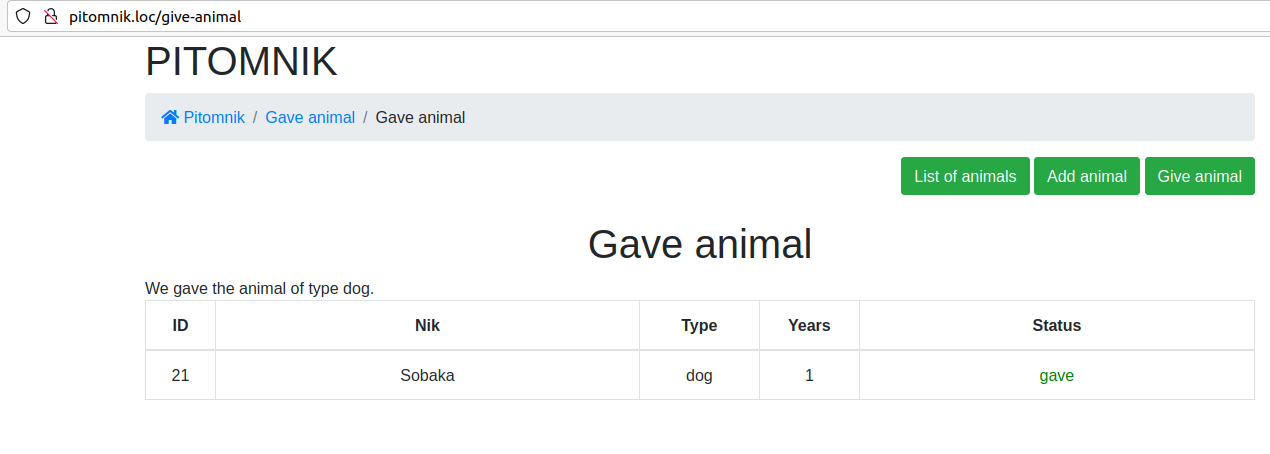 pitomnik.loc/give-animal
PITOMNIK
Pitomnik / Gave animal / Gave animal
List of animals Add animal Give animal
Gave animal
We gave the animal of type dog.
ID Nik Type Years Status
21 Sobaka dog 1 gave